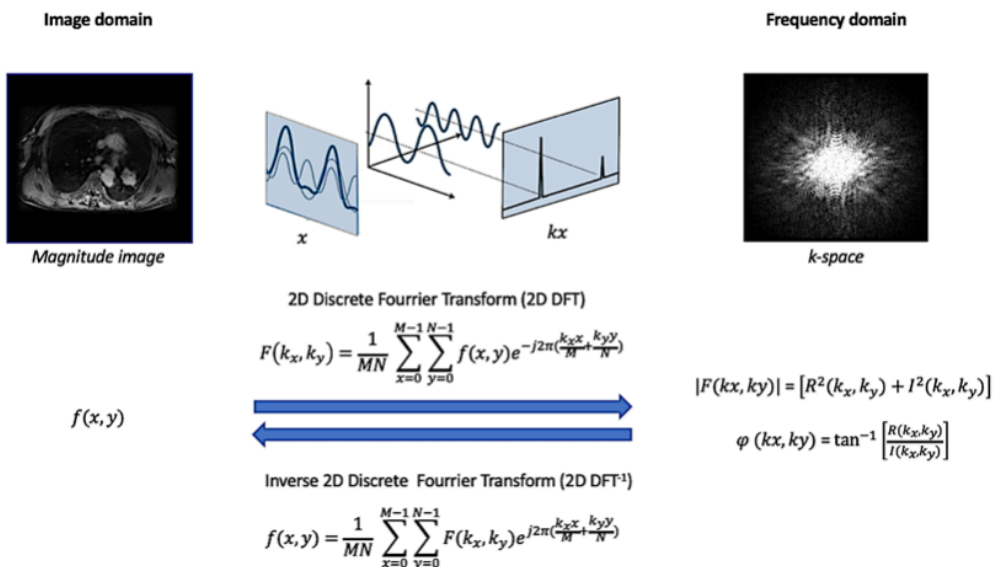 Image domain
Frequency domain
Magnitude image
x
kx
k-space
2D Discrete Fourrier Transform (2D DFT)
F(k_x, k_y) = \frac{1}{MN} \sum_{x=0}^{M-1} \sum_{y=0}^{N-1} f(x,y)e^{-j2\pi(\frac{k_x x}{M}+\frac{k_y y}{N})}
|F(kx, ky)| = [R^2(k_x, k_y) + I^2(k_x, k_y)]
f(x, y)
φ (kx, ky) = \tan^{-1} \left[\frac{R(k_x,k_y)}{I(k_x,k_y)}\right]
Inverse 2D Discrete Fourrier Transform (2D DFT^{-1})
f(x, y) = \frac{1}{MN} \sum_{x=0}^{M-1} \sum_{y=0}^{N-1} F(k_x, k_y)e^{j2\pi(\frac{k_x x}{M}+\frac{k_y y}{N})}